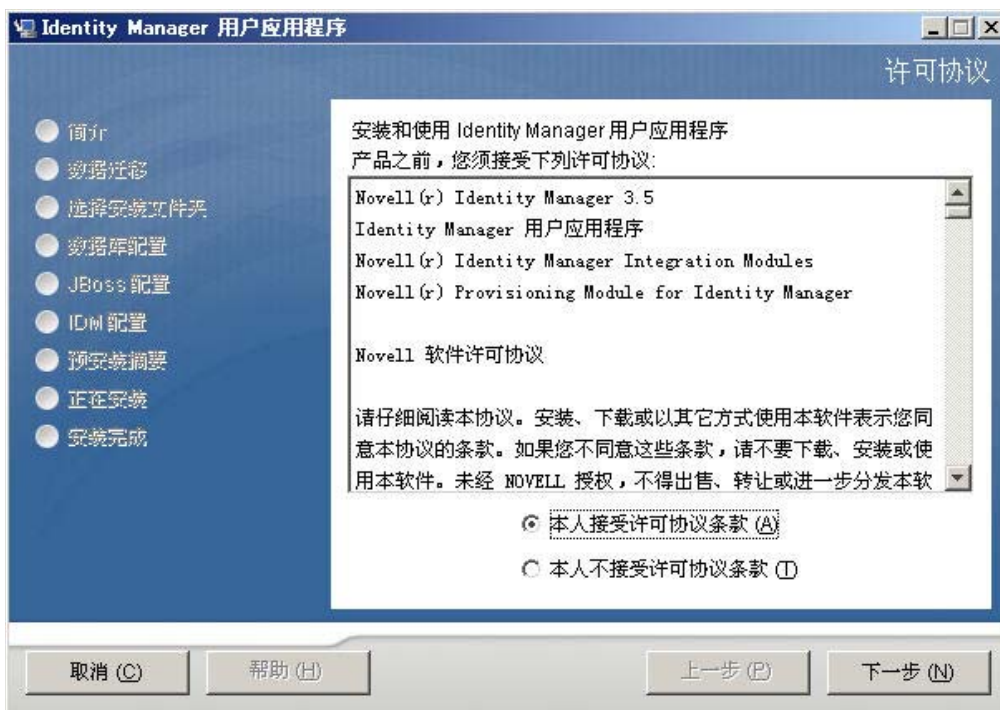 Identity Manager 用户应用程序
许可协议
简介
数据迁移
选择安装文件夹
数据库配置
JBoss 配置
IDM 配置
预安装摘要
正在安装
安装完成
安装和使用 Identity Manager 用户应用程序
产品之前，您须接受下列许可协议:
Novell(r) Identity Manager 3.5
Identity Manager 用户应用程序
Novell(r) Identity Manager Integration Modules
Novell(r) Provisioning Module for Identity Manager
Novell 软件许可协议
请仔细阅读本协议。安装、下载或以其它方式使用本软件表示您同
意本协议的条款。如果您不同意这些条款，请不要下载、安装或使
用本软件。未经 NOVELL 授权，不得出售、转让或进一步分发本软
本人接受许可协议条款 (A)
本人不接受许可协议条款 (T)
取消 (C)
帮助 (H)
上一步 (P)
下一步 (N)